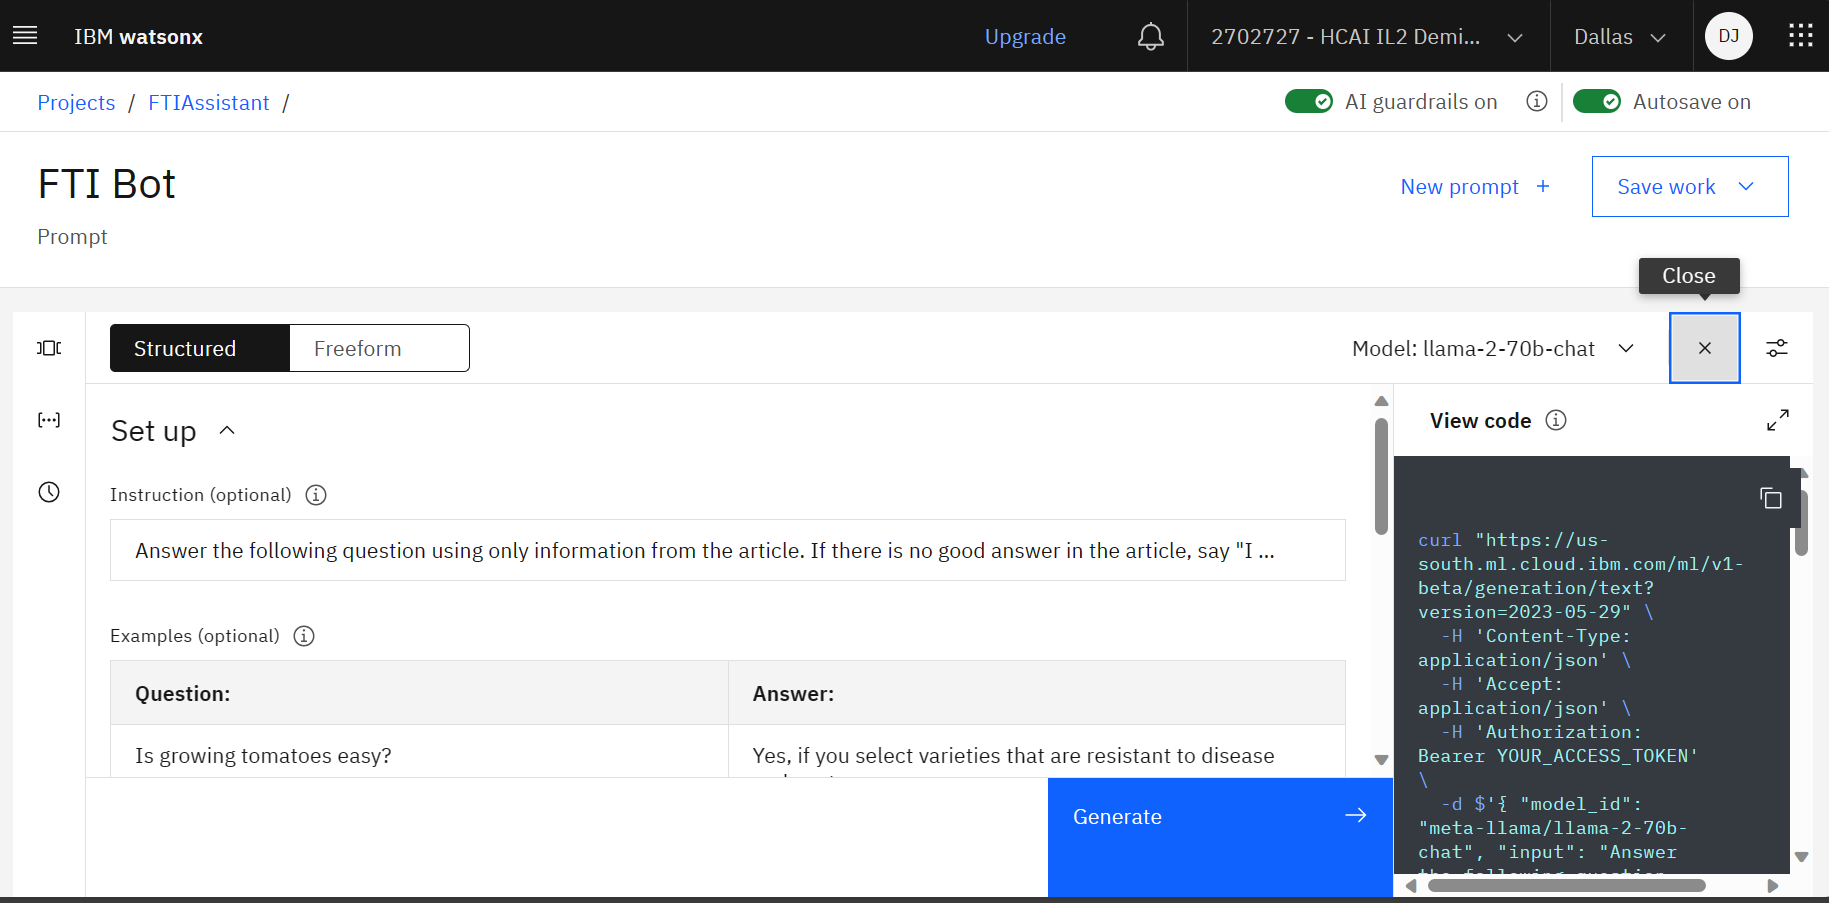 IBM watsonx
Upgrade
2702727 - HCAI IL2 Demi...
Dallas
DJ
Projects / FTIAssistant /
AI guardrails on
Autosave on
FTI Bot
New prompt +
Save work
Prompt
Close
Structured
Freeform
Model: llama-2-70b-chat
Set up
View code
Instruction (optional)
Answer the following question using only information from the article. If there is no good answer in the article, say "I ...
Examples (optional)
Question:
Answer:
Is growing tomatoes easy?
Yes, if you select varieties that are resistant to disease
Generate
curl "https://us-
south.ml.cloud.ibm.com/ml/v1-
beta/generation/text?
version=2023-05-29" \
-H 'Content-Type:
application/json' \
-H 'Accept:
application/json' \
-H 'Authorization:
Bearer YOUR_ACCESS_TOKEN'
\
-d $'{ "model_id":
"meta-llama/llama-2-70b-
chat", "input": "Answer
the following question